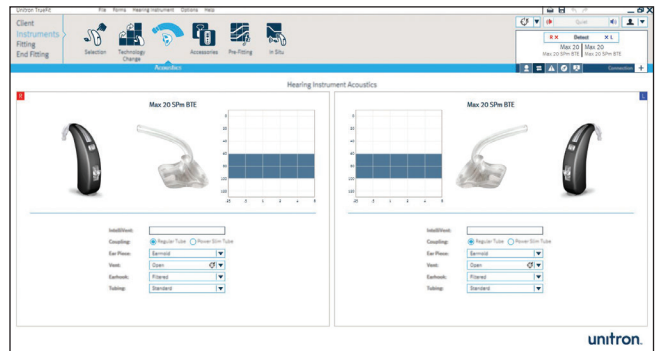 Unitron TrueFit File Forms Hearing Instrument Options Help
Client
Instruments
Fitting
End Fitting
Selection Technology Change Acoustics Accessories Pre-Fitting In Situ
Quiet
R X Detect X L
Max 20 Max 20
Max 20 SPm BTE Max 20 SPm BTE
Connection +
Hearing Instrument Acoustics
R L
Max 20 SPm BTE Max 20 SPm BTE
IntelliVent: IntelliVent:
Coupling: Regular Tube Power Slim Tube Coupling: Regular Tube Power Slim Tube
Ear Piece: Earmold Ear Piece: Earmold
Vent: Open Vent: Open
Earhook: Filtered Earhook: Filtered
Tubing: Standard Tubing: Standard
unitron.